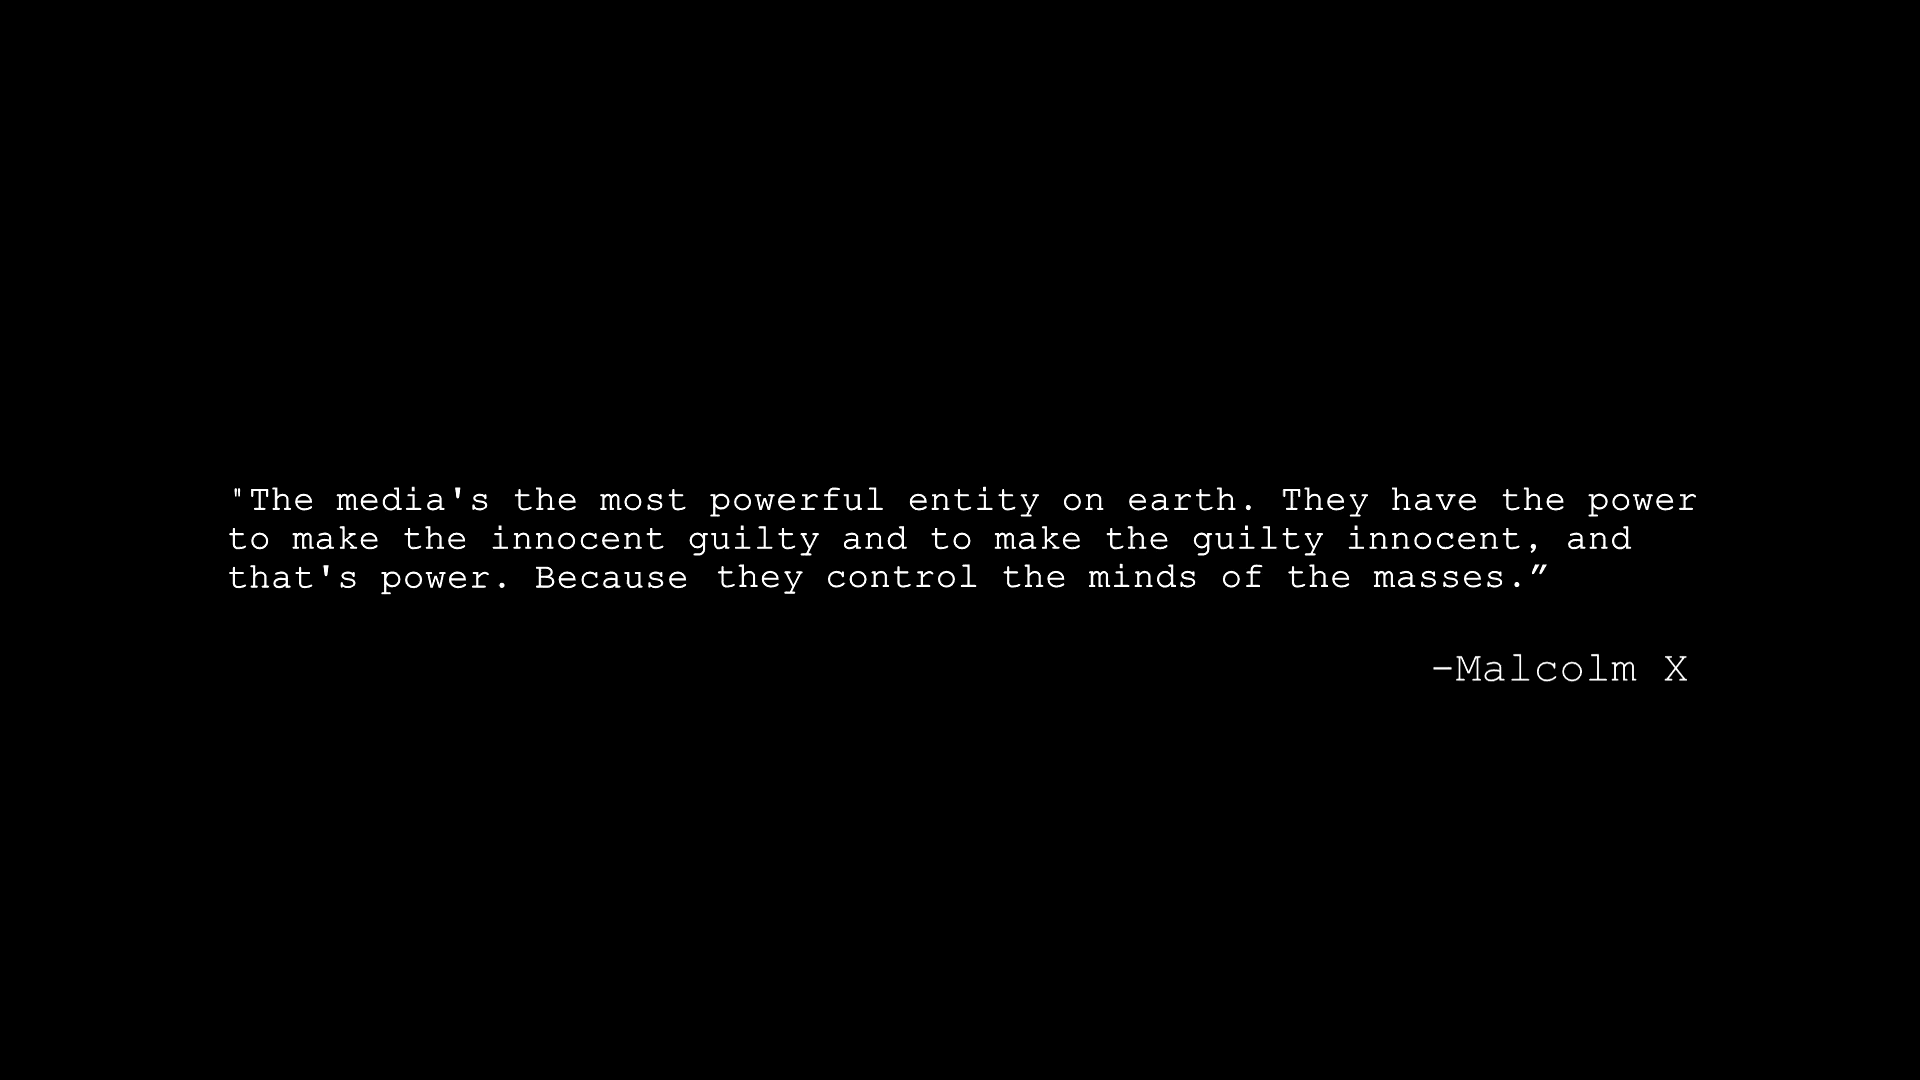 "The media's the most powerful entity on earth. They have the power
to make the innocent guilty and to make the guilty innocent, and
that's power. Because they control the minds of the masses.”
-Malcolm X